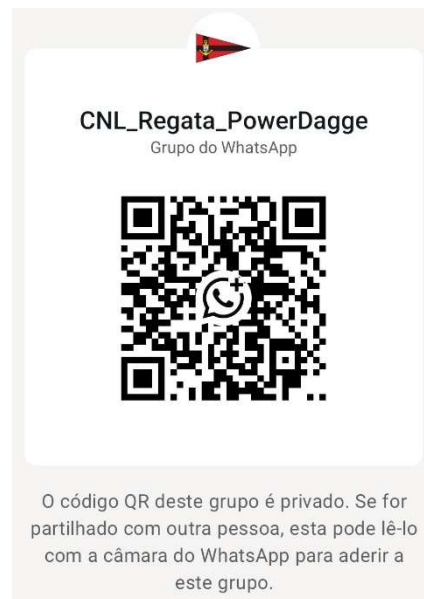 CNL_Regata_PowerDagge
Grupo do WhatsApp
O código QR deste grupo é privado. Se for
partilhado com outra pessoa, esta pode lê-lo
com a câmara do WhatsApp para aderir a
este grupo.